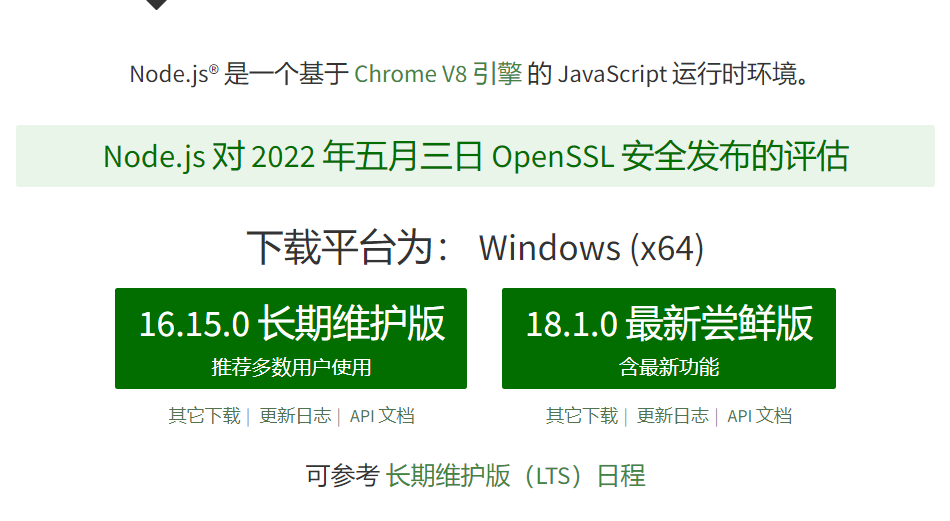 Node.js® 是一个基于 Chrome V8 引擎 的 JavaScript 运行时环境。
Node.js 对 2022 年五月三日 OpenSSL 安全发布的评估
下载平台为： Windows (x64)
16.15.0 长期维护版
推荐多数用户使用
18.1.0 最新尝鲜版
含最新功能
其它下载 | 更新日志 | API 文档
其它下载 | 更新日志 | API 文档
可参考 长期维护版（LTS）日程